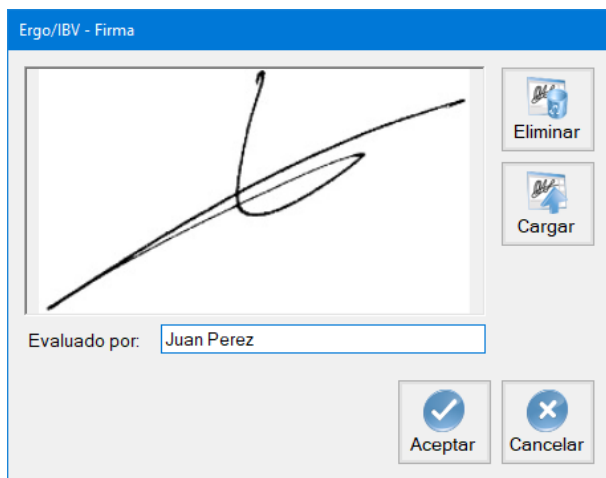 Ergo/IBV - Firma
Eliminar
Cargar
Evaluado por: Juan Perez
Aceptar Cancelar